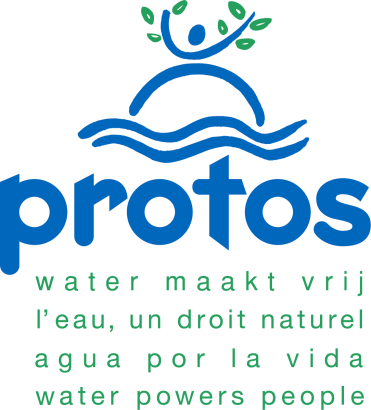 protos
water maakt vrij
l'eau, un droit naturel
agua por la vida
water powers people